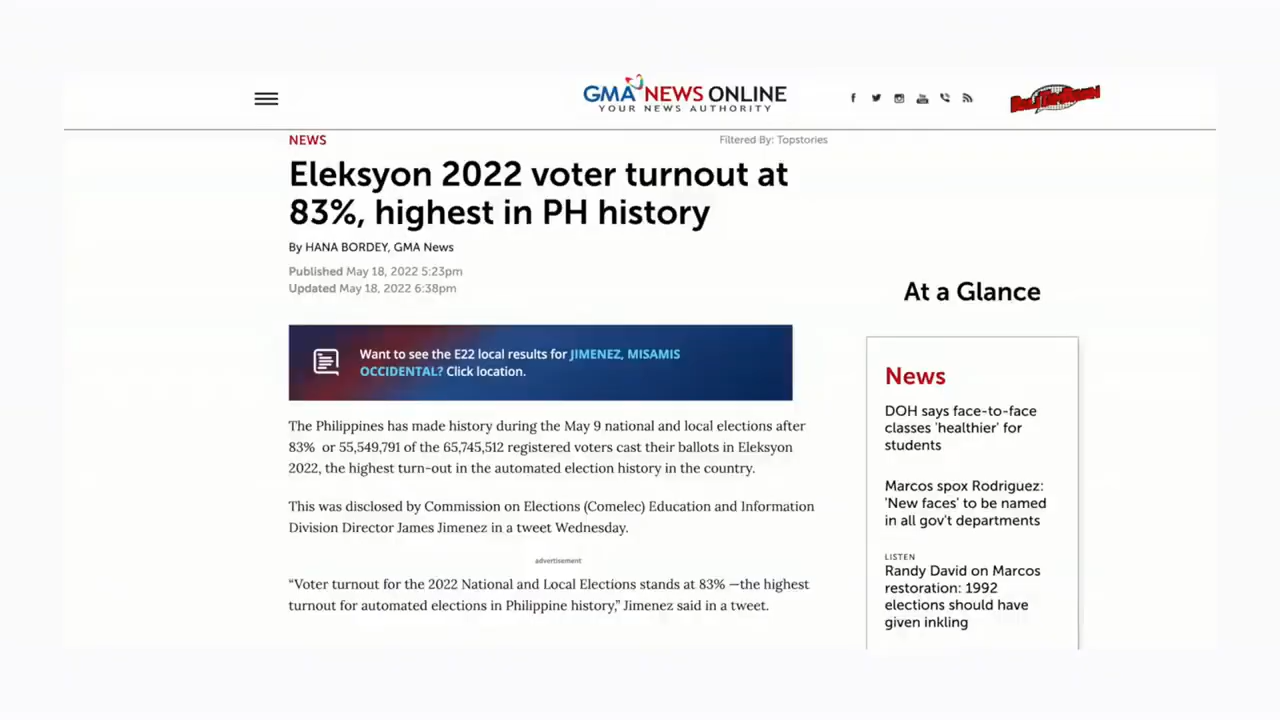 GMA NEWS ONLINE
YOUR NEWS AUTHORITY
NEWS
Filtered By: Topstories
Eleksyon 2022 voter turnout at
83%, highest in PH history
By HANA BORDEY, GMA News
Published May 18, 2022 5:23pm
Updated May 18, 2022 6:38pm
Want to see the E22 local results for JIMENEZ, MISAMIS
OCCIDENTAL? Click location.
The Philippines has made history during the May 9 national and local elections after
83% or 55,549,791 of the 65,745,512 registered voters cast their ballots in Eleksyon
2022, the highest turn-out in the automated election history in the country.
This was disclosed by Commission on Elections (Comelec) Education and Information
Division Director James Jimenez in a tweet Wednesday.
advertisement
“Voter turnout for the 2022 National and Local Elections stands at 83% —the highest
turnout for automated elections in Philippine history,” Jimenez said in a tweet.
At a Glance
News
DOH says face-to-face
classes 'healthier' for
students
Marcos spox Rodriguez:
'New faces' to be named
in all gov't departments
LISTEN
Randy David on Marcos
restoration: 1992
elections should have
given inkling